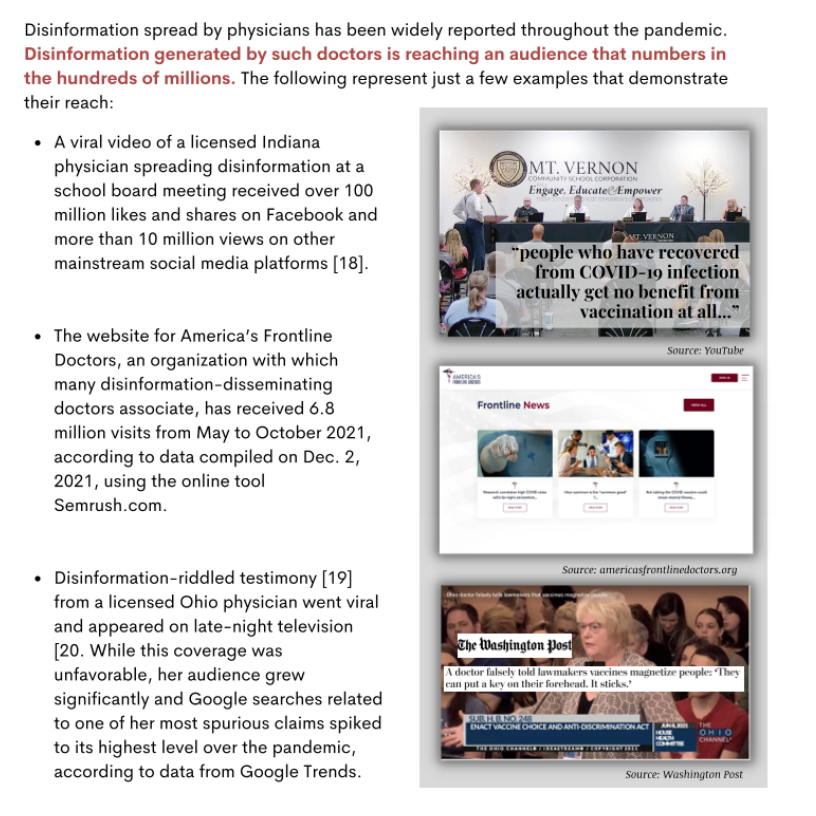 Disinformation spread by physicians has been widely reported throughout the pandemic.
Disinformation generated by such doctors is reaching an audience that numbers in
the hundreds of millions. The following represent just a few examples that demonstrate
their reach:
• A viral video of a licensed Indiana
physician spreading disinformation at a
school board meeting received over 100
million likes and shares on Facebook and
more than 10 million views on other
mainstream social media platforms [18].
MT. VERNON
COMMUNITY SCHOOL CORPORATION
Engage. Educate & Empower
MT. VERNON
"people who have recovered
from COVID-19 infection
actually get no benefit from
vaccination at all..."
Source: YouTube
• The website for America's Frontline
Doctors, an organization with which
many disinformation-disseminating
doctors associate, has received 6.8
million visits from May to October 2021,
according to data compiled on Dec. 2,
2021, using the online tool
Semrush.com.
AMERICA'S
FRONTLINE DOCTORS
Frontline News
VIEW ALL
Source: americasfrontlinedoctors.org
• Disinformation-riddled testimony [19]
from a licensed Ohio physician went viral
and appeared on late-night television
[20. While this coverage was
unfavorable, her audience grew
significantly and Google searches related
to one of her most spurious claims spiked
to its highest level over the pandemic,
according to data from Google Trends.
Ohio doctor falsely tells lawmakers that vaccines magnetize people
The Washington Post
A doctor falsely told lawmakers vaccines magnetize people: 'They
can put a key on their forehead. It sticks.'
SUB. H.B. NO. 248
ENACT VACCINE CHOICE AND ANTI-DISCRIMINATION ACT
JUN 8, 2021
HOUSE
HEALTH
COMMITTEE
THE
OHIO
CHANNEL
THE OHIO CHANNEL / IDEASTREAM / COPYRIGHT 2021
Source: Washington Post